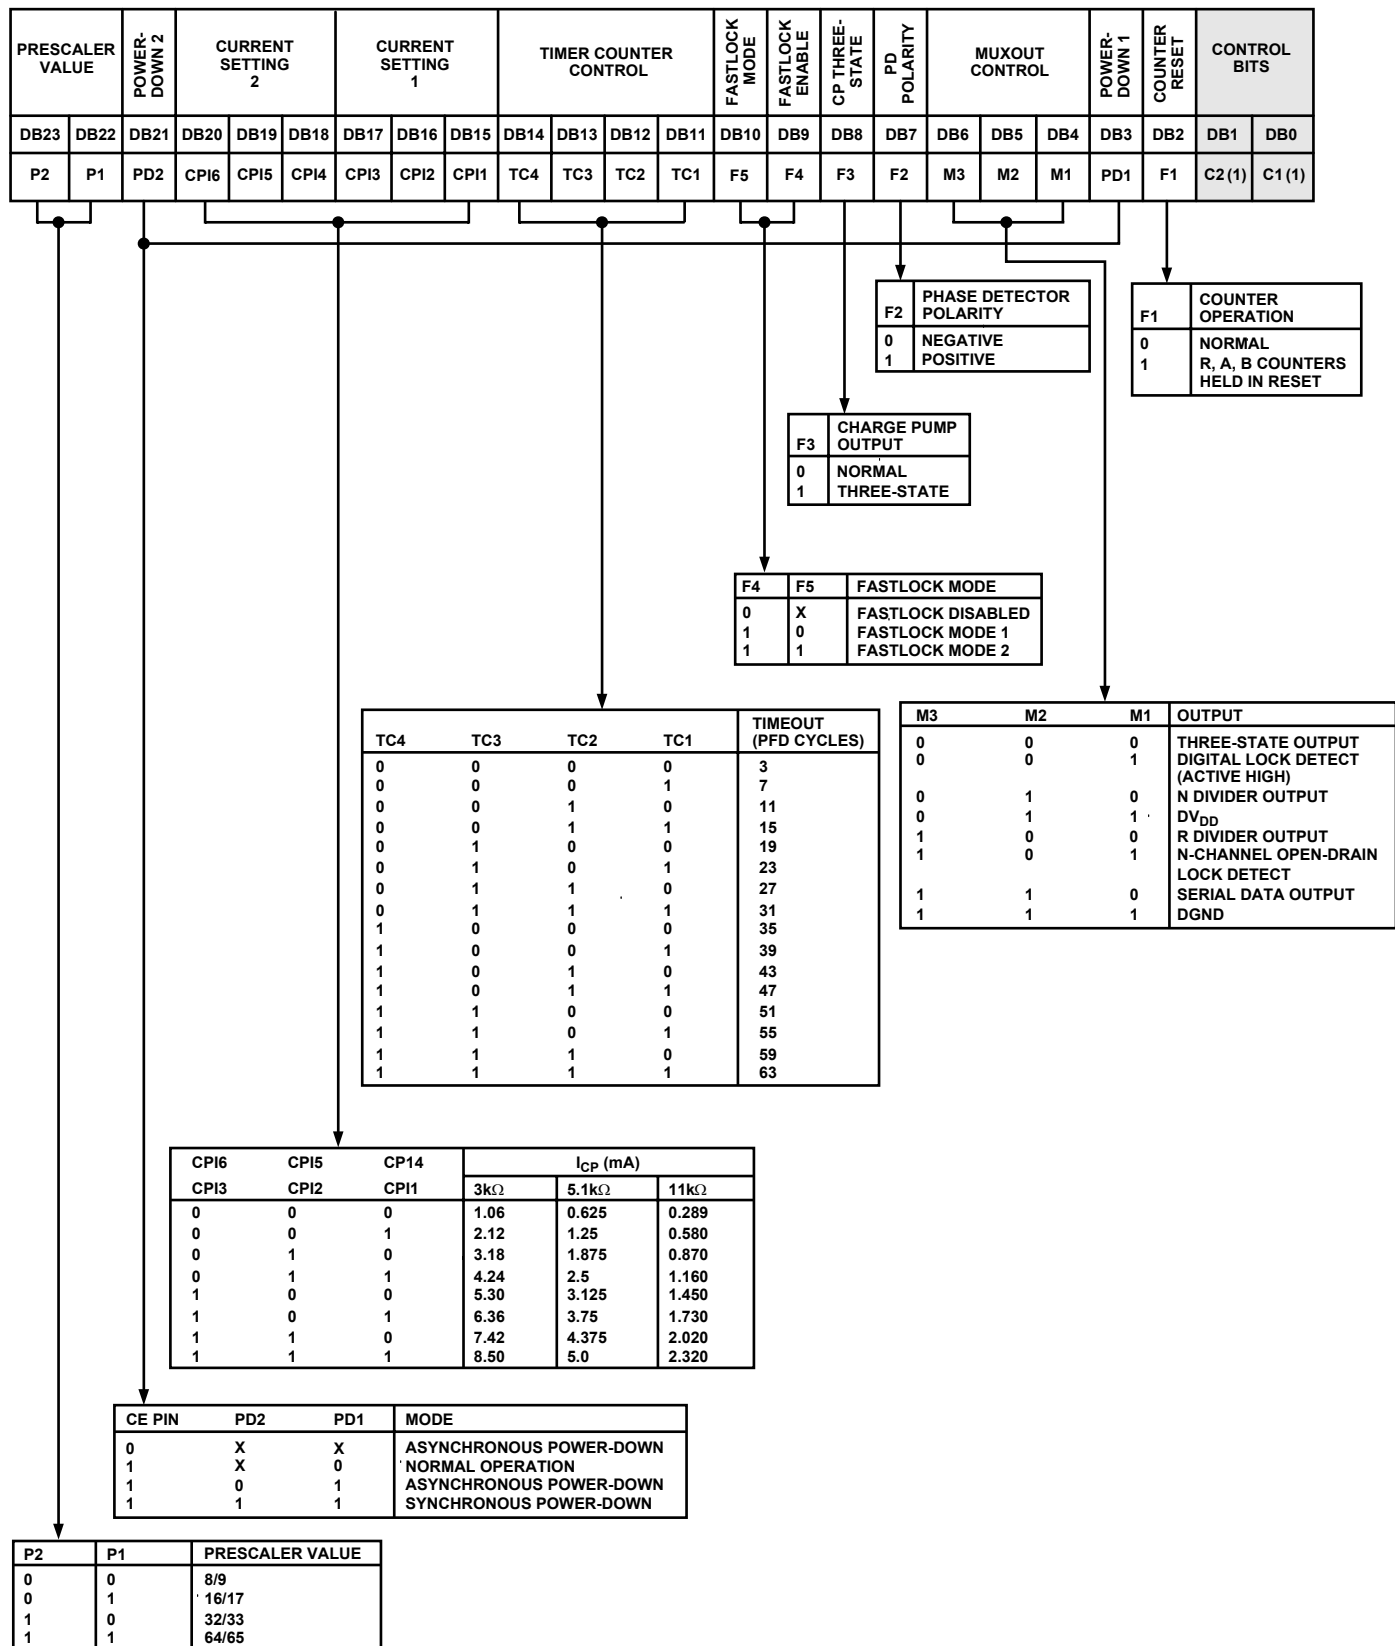 PRESCALER VALUE POWER-DOWN 2 CURRENT SETTING 2 CURRENT SETTING 1 TIMER COUNTER CONTROL FASTLOCK MODE FASTLOCK ENABLE CP THREE-STATE PD POLARITY MUXOUT CONTROL POWER-DOWN 1 COUNTER RESET CONTROL BITS
DB23 DB22 DB21 DB20 DB19 DB18 DB17 DB16 DB15 DB14 DB13 DB12 DB11 DB10 DB9 DB8 DB7 DB6 DB5 DB4 DB3 DB2 DB1 DB0
P2 P1 PD2 CPI6 CPI5 CPI4 CPI3 CPI2 CPI1 TC4 TC3 TC2 TC1 F5 F4 F3 F2 M3 M2 M1 PD1 F1 C2 (1) C1 (1)
F2 PHASE DETECTOR POLARITY
0 NEGATIVE
1 POSITIVE
F1 COUNTER OPERATION
0 NORMAL
1 R, A, B COUNTERS
HELD IN RESET
F3 CHARGE PUMP OUTPUT
0 NORMAL
1 THREE-STATE
F4 F5 FASTLOCK MODE
0 X FASTLOCK DISABLED
1 0 FASTLOCK MODE 1
1 1 FASTLOCK MODE 2
TC4 TC3 TC2 TC1 TIMEOUT (PFD CYCLES)
0 0 0 0 3
0 0 0 1 7
0 0 1 0 11
0 0 1 1 15
0 1 0 0 19
0 1 0 1 23
0 1 1 0 27
0 1 1 1 31
1 0 0 0 35
1 0 0 1 39
1 0 1 0 43
1 0 1 1 47
1 1 0 0 51
1 1 0 1 55
1 1 1 0 59
1 1 1 1 63
M3 M2 M1 OUTPUT
0 0 0 THREE-STATE OUTPUT
0 0 1 DIGITAL LOCK DETECT
(ACTIVE HIGH)
0 1 0 N DIVIDER OUTPUT
0 1 1 DVDD
1 0 0 R DIVIDER OUTPUT
1 0 1 N-CHANNEL OPEN-DRAIN
LOCK DETECT
1 1 0 SERIAL DATA OUTPUT
1 1 1 DGND
CPI6 CPI5 CP14 ICP (mA)
CPI3 CPI2 CPI1 3kΩ 5.1kΩ 11kΩ
0 0 0 1.06 0.625 0.289
0 0 1 2.12 1.25 0.580
0 1 0 3.18 1.875 0.870
0 1 1 4.24 2.5 1.160
1 0 0 5.30 3.125 1.450
1 0 1 6.36 3.75 1.730
1 1 0 7.42 4.375 2.020
1 1 1 8.50 5.0 2.320
CE PIN PD2 PD1 MODE
0 X X ASYNCHRONOUS POWER-DOWN
1 X 0 NORMAL OPERATION
1 0 1 ASYNCHRONOUS POWER-DOWN
1 1 1 SYNCHRONOUS POWER-DOWN
P2 P1 PRESCALER VALUE
0 0 8/9
0 1 16/17
1 0 32/33
1 1 64/65